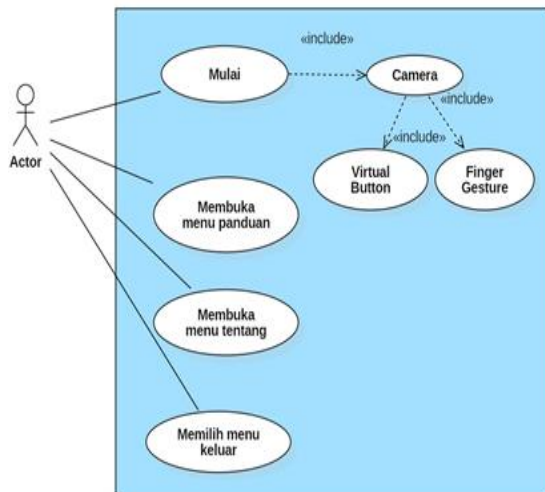 «include»
Mulai
Camera
«include»
«include»
Actor
Virtual
Button
Finger
Gesture
Membuka
menu panduan
Membuka
menu tentang
Memilih menu
keluar